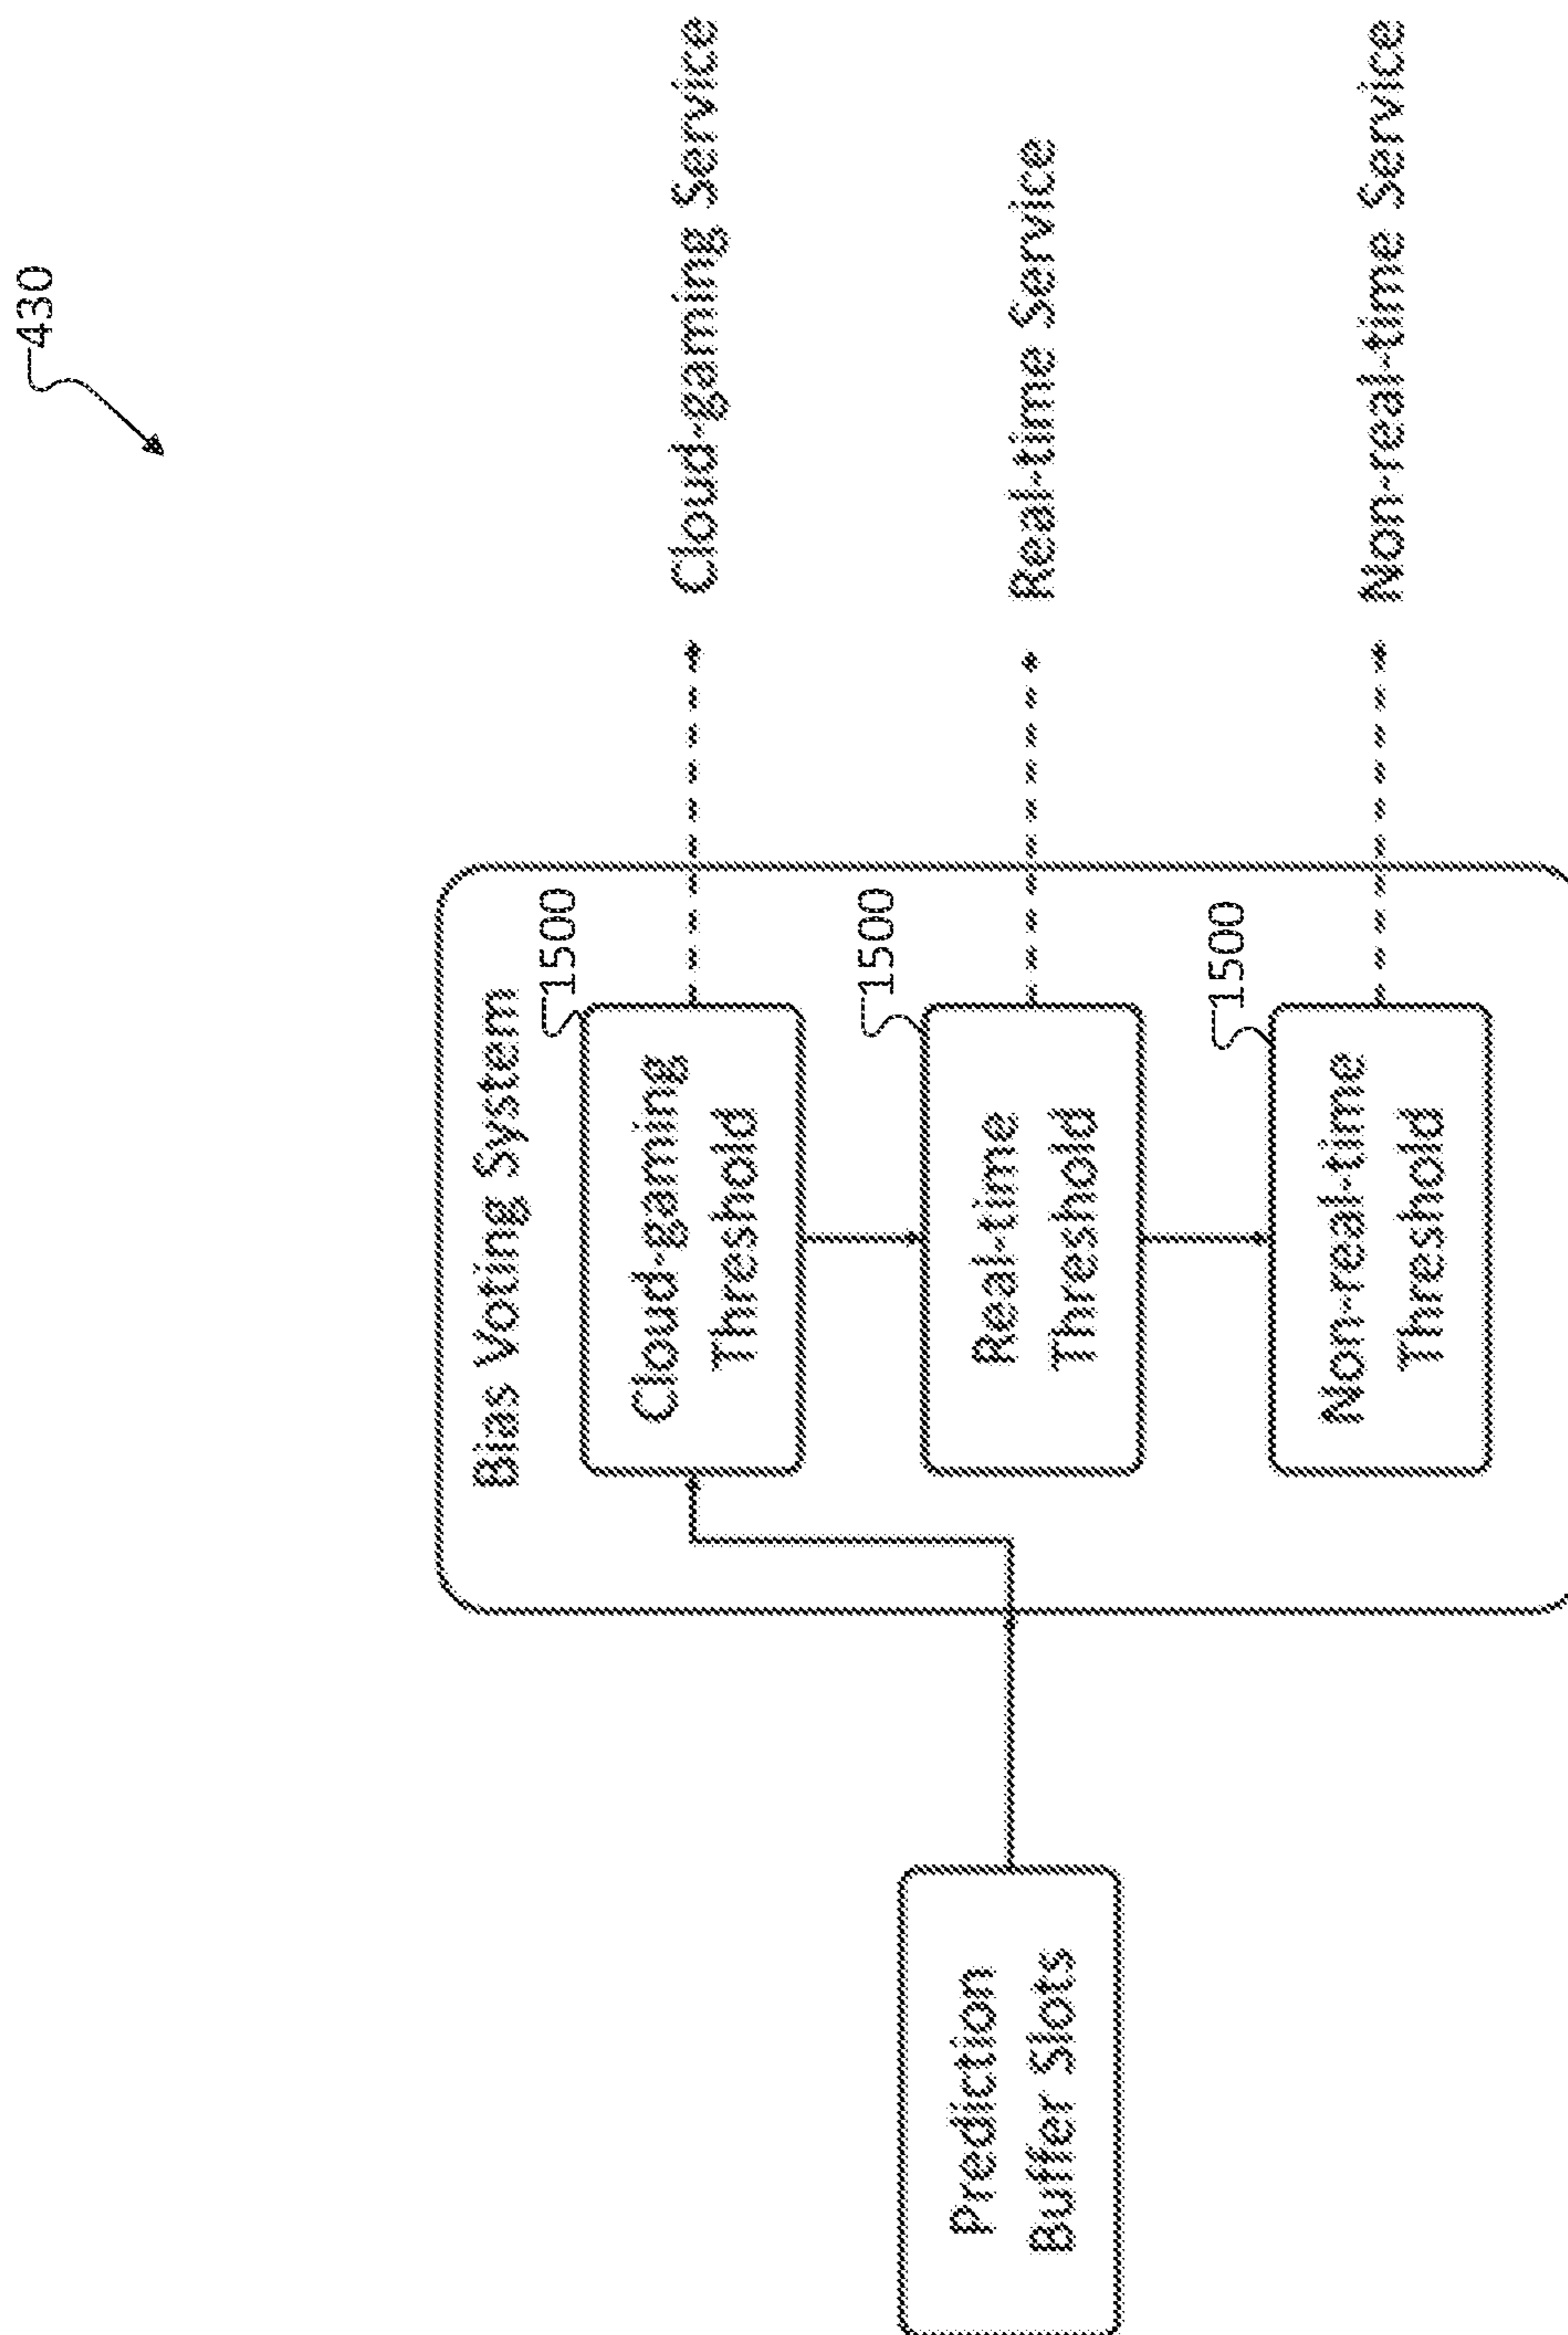 430
Bias Voting System
1500
Cloud-gaming
Threshold
Cloud-gaming Service
1500
Prediction
Buffer Slots
Real-time
Threshold
Real-time Service
1500
Non-real-time
Threshold
Non-real-time Service